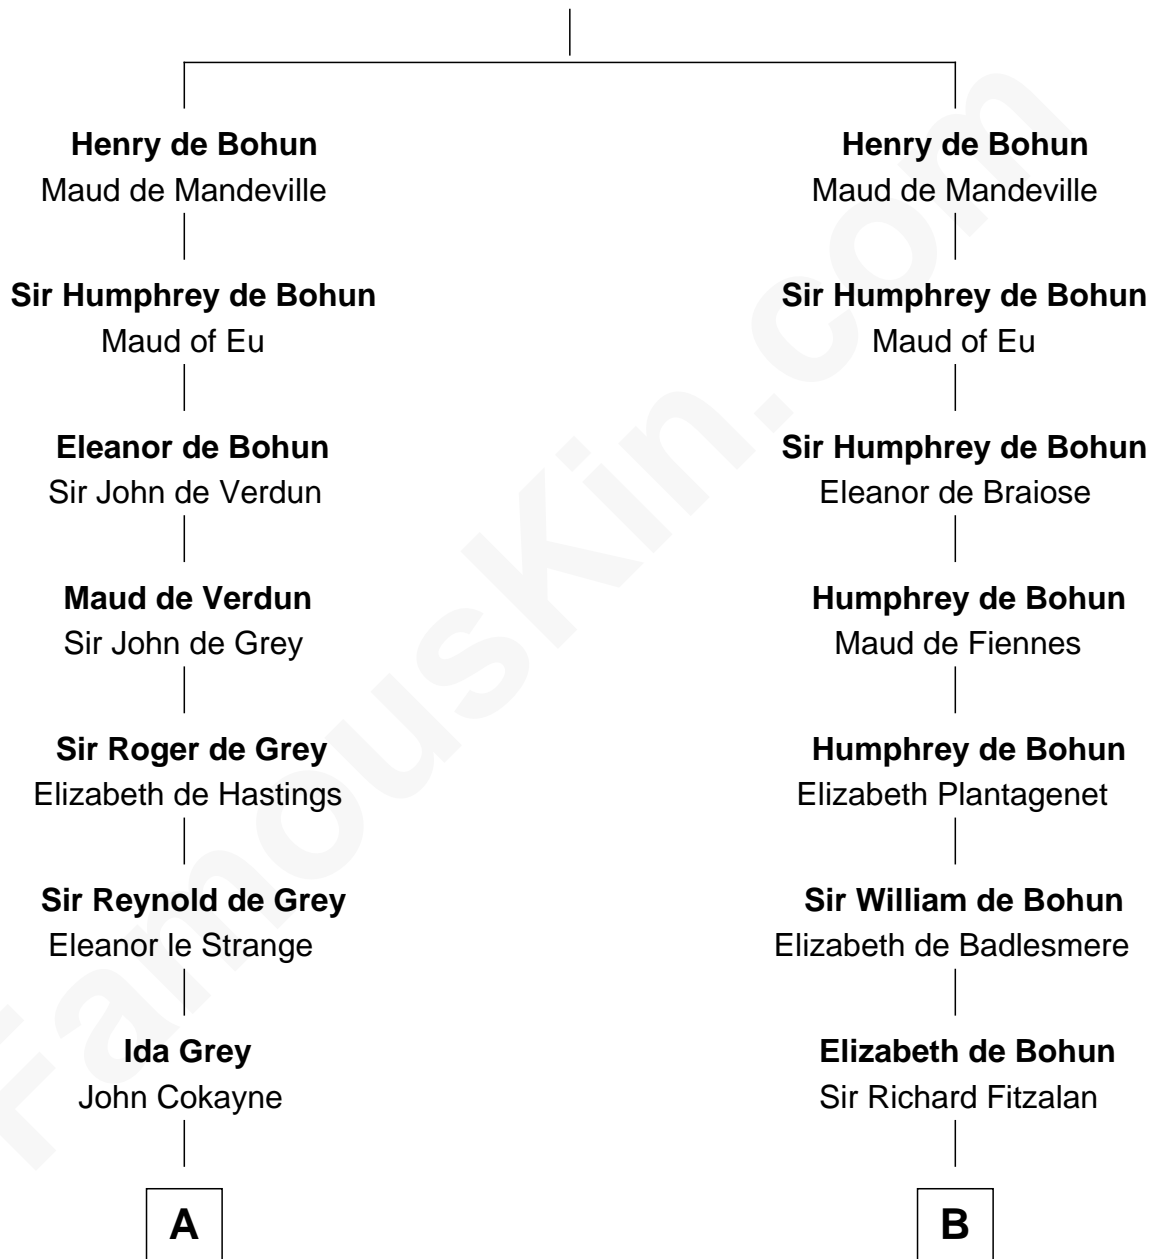 Henry de Bohun
Maud de Mandeville
Sir Humphrey de Bohun
Maud of Eu
Eleanor de Bohun
Sir John de Verdun
Maud de Verdun
Sir John de Grey
Sir Roger de Grey
Elizabeth de Hastings
Sir Reynold de Grey
Eleanor le Strange
Ida Grey
John Cokayne
A
Henry de Bohun
Maud de Mandeville
Sir Humphrey de Bohun
Maud of Eu
Sir Humphrey de Bohun
Eleanor de Braiose
Humphrey de Bohun
Maud de Fiennes
Humphrey de Bohun
Elizabeth Plantagenet
Sir William de Bohun
Elizabeth de Badlesmere
Elizabeth de Bohun
Sir Richard Fitzalan
B
FamousKin.com